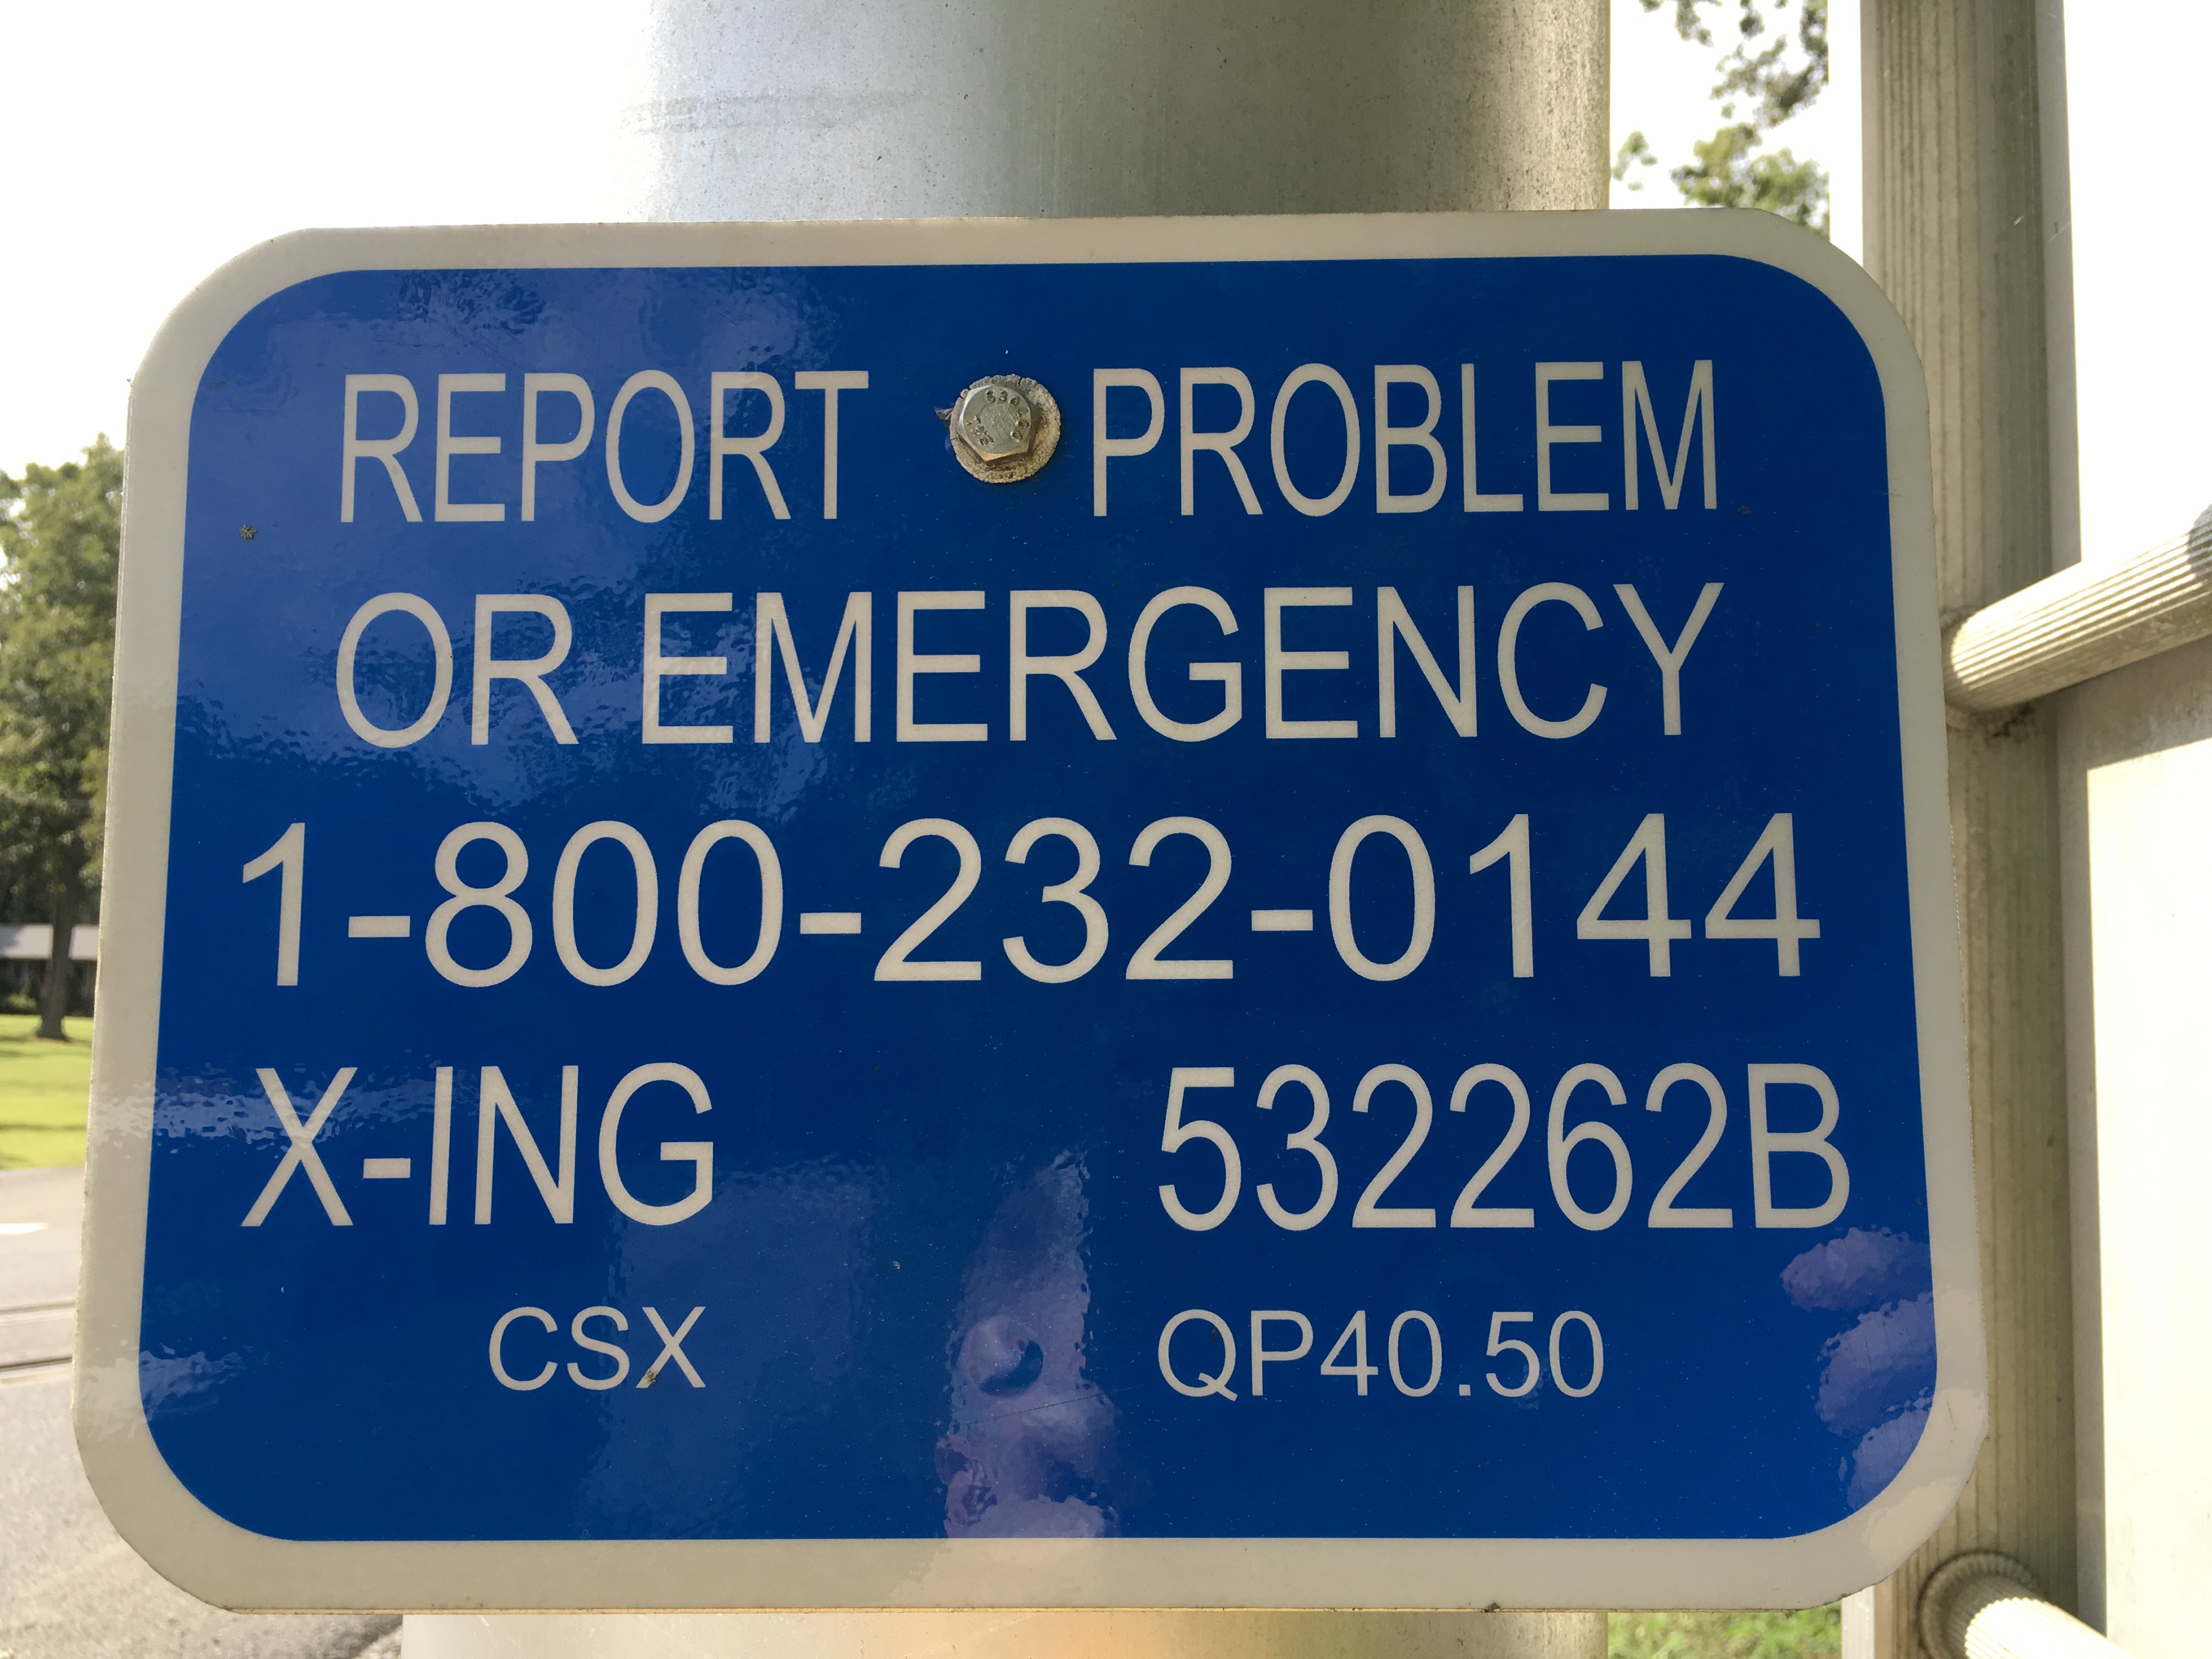 REPORT PROBLEM
OR EMERGENCY
1-800-232-0144
X-ING 532262B
CSX QP40.50